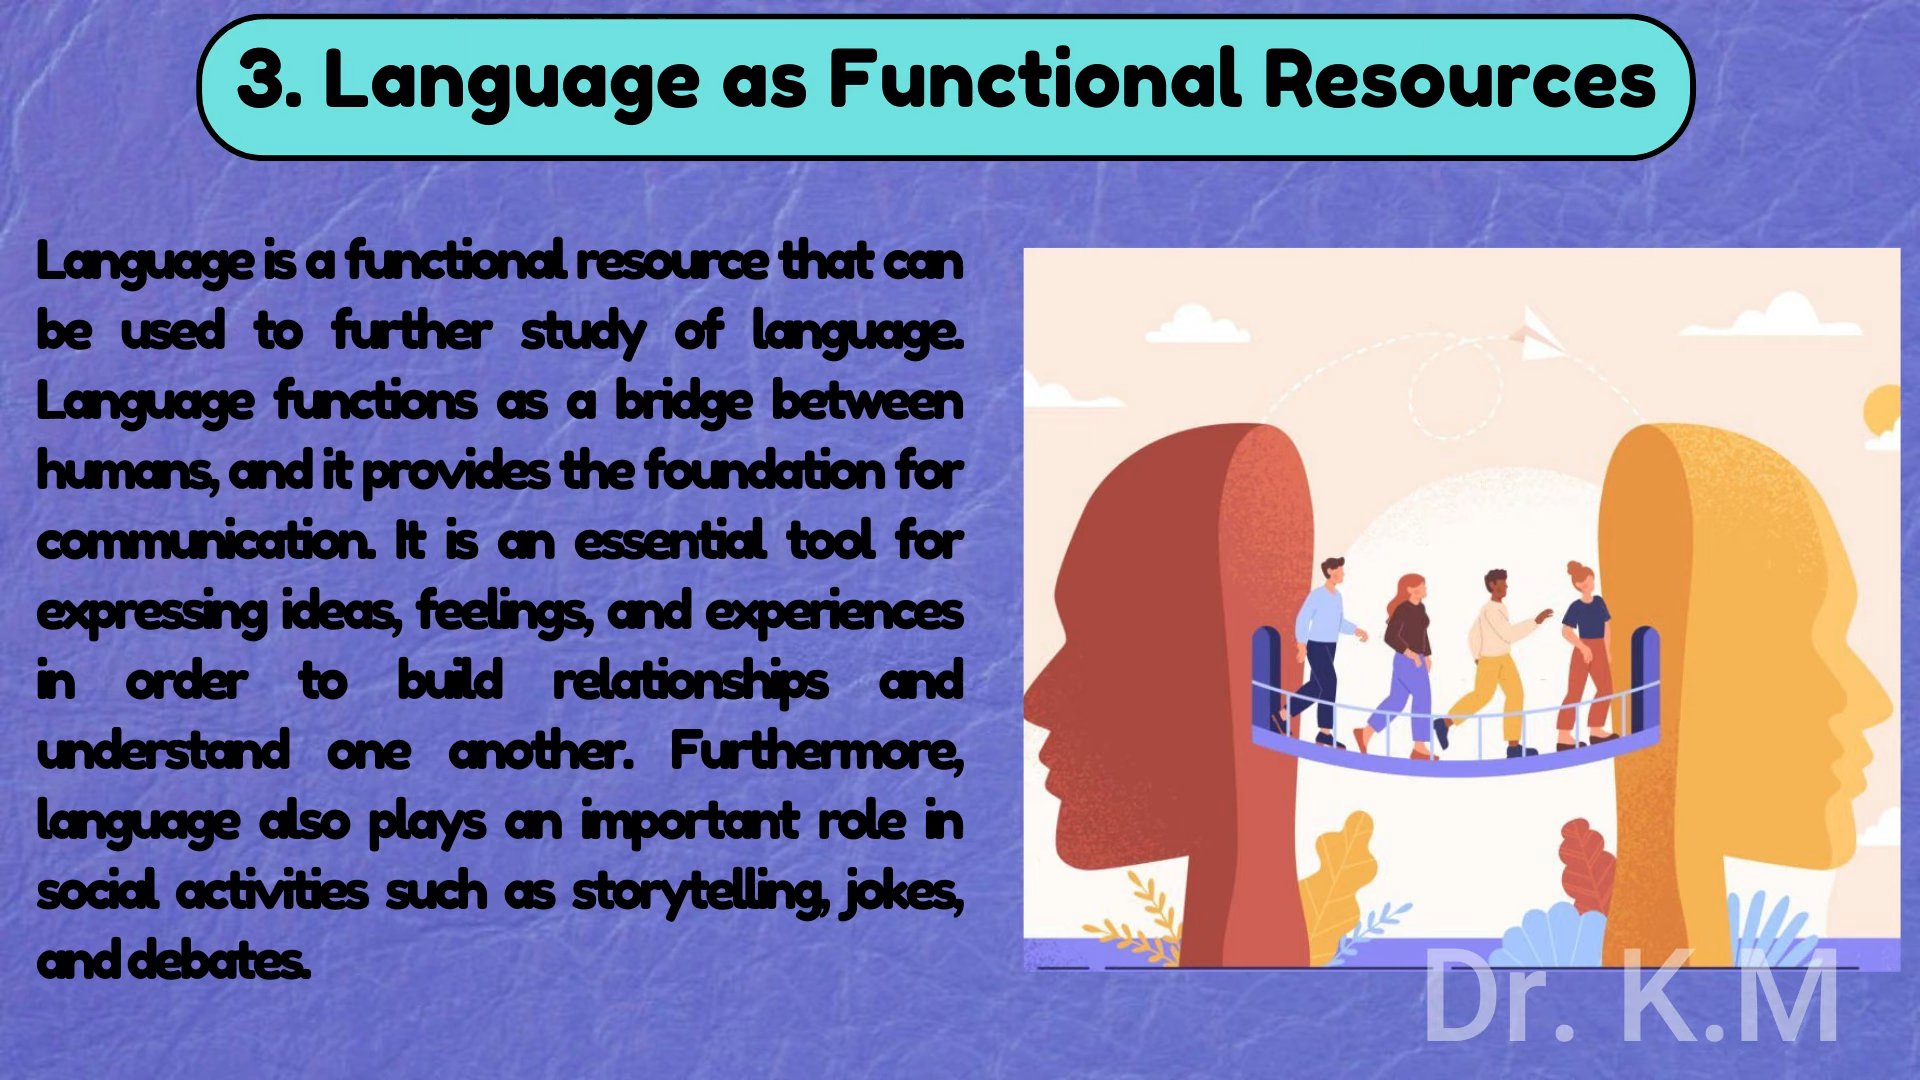 3. Language as Functional Resources
Language is a functional resource that can
be used to further study of language.
Language functions as a bridge between
humans, and it provides the foundation for
communication. It is an essential tool for
expressing ideas, feelings, and experiences
in order to build relationships and
understand one another. Furthermore,
language also plays an important role in
social activities such as storytelling, jokes,
and debates.
Dr. K.M